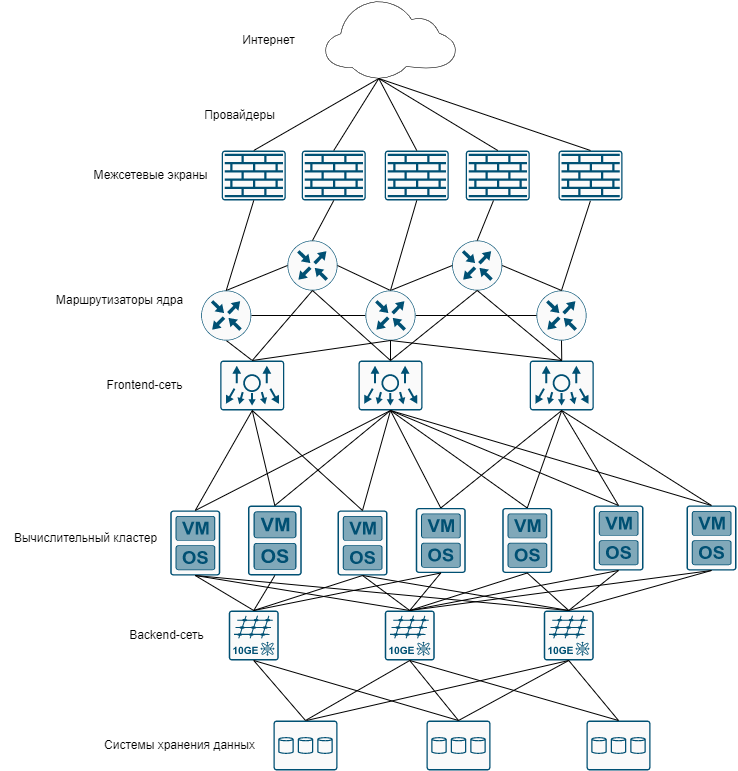 Интернет
Провайдеры
Межсетевые экраны
Маршрутизаторы ядра
Frontend-сеть
VM VM VM VM VM VM VM
Вычислительный кластер
OS OS OS OS OS OS OS
Backend-сеть
10GE 10GE 10GE
Системы хранения данных